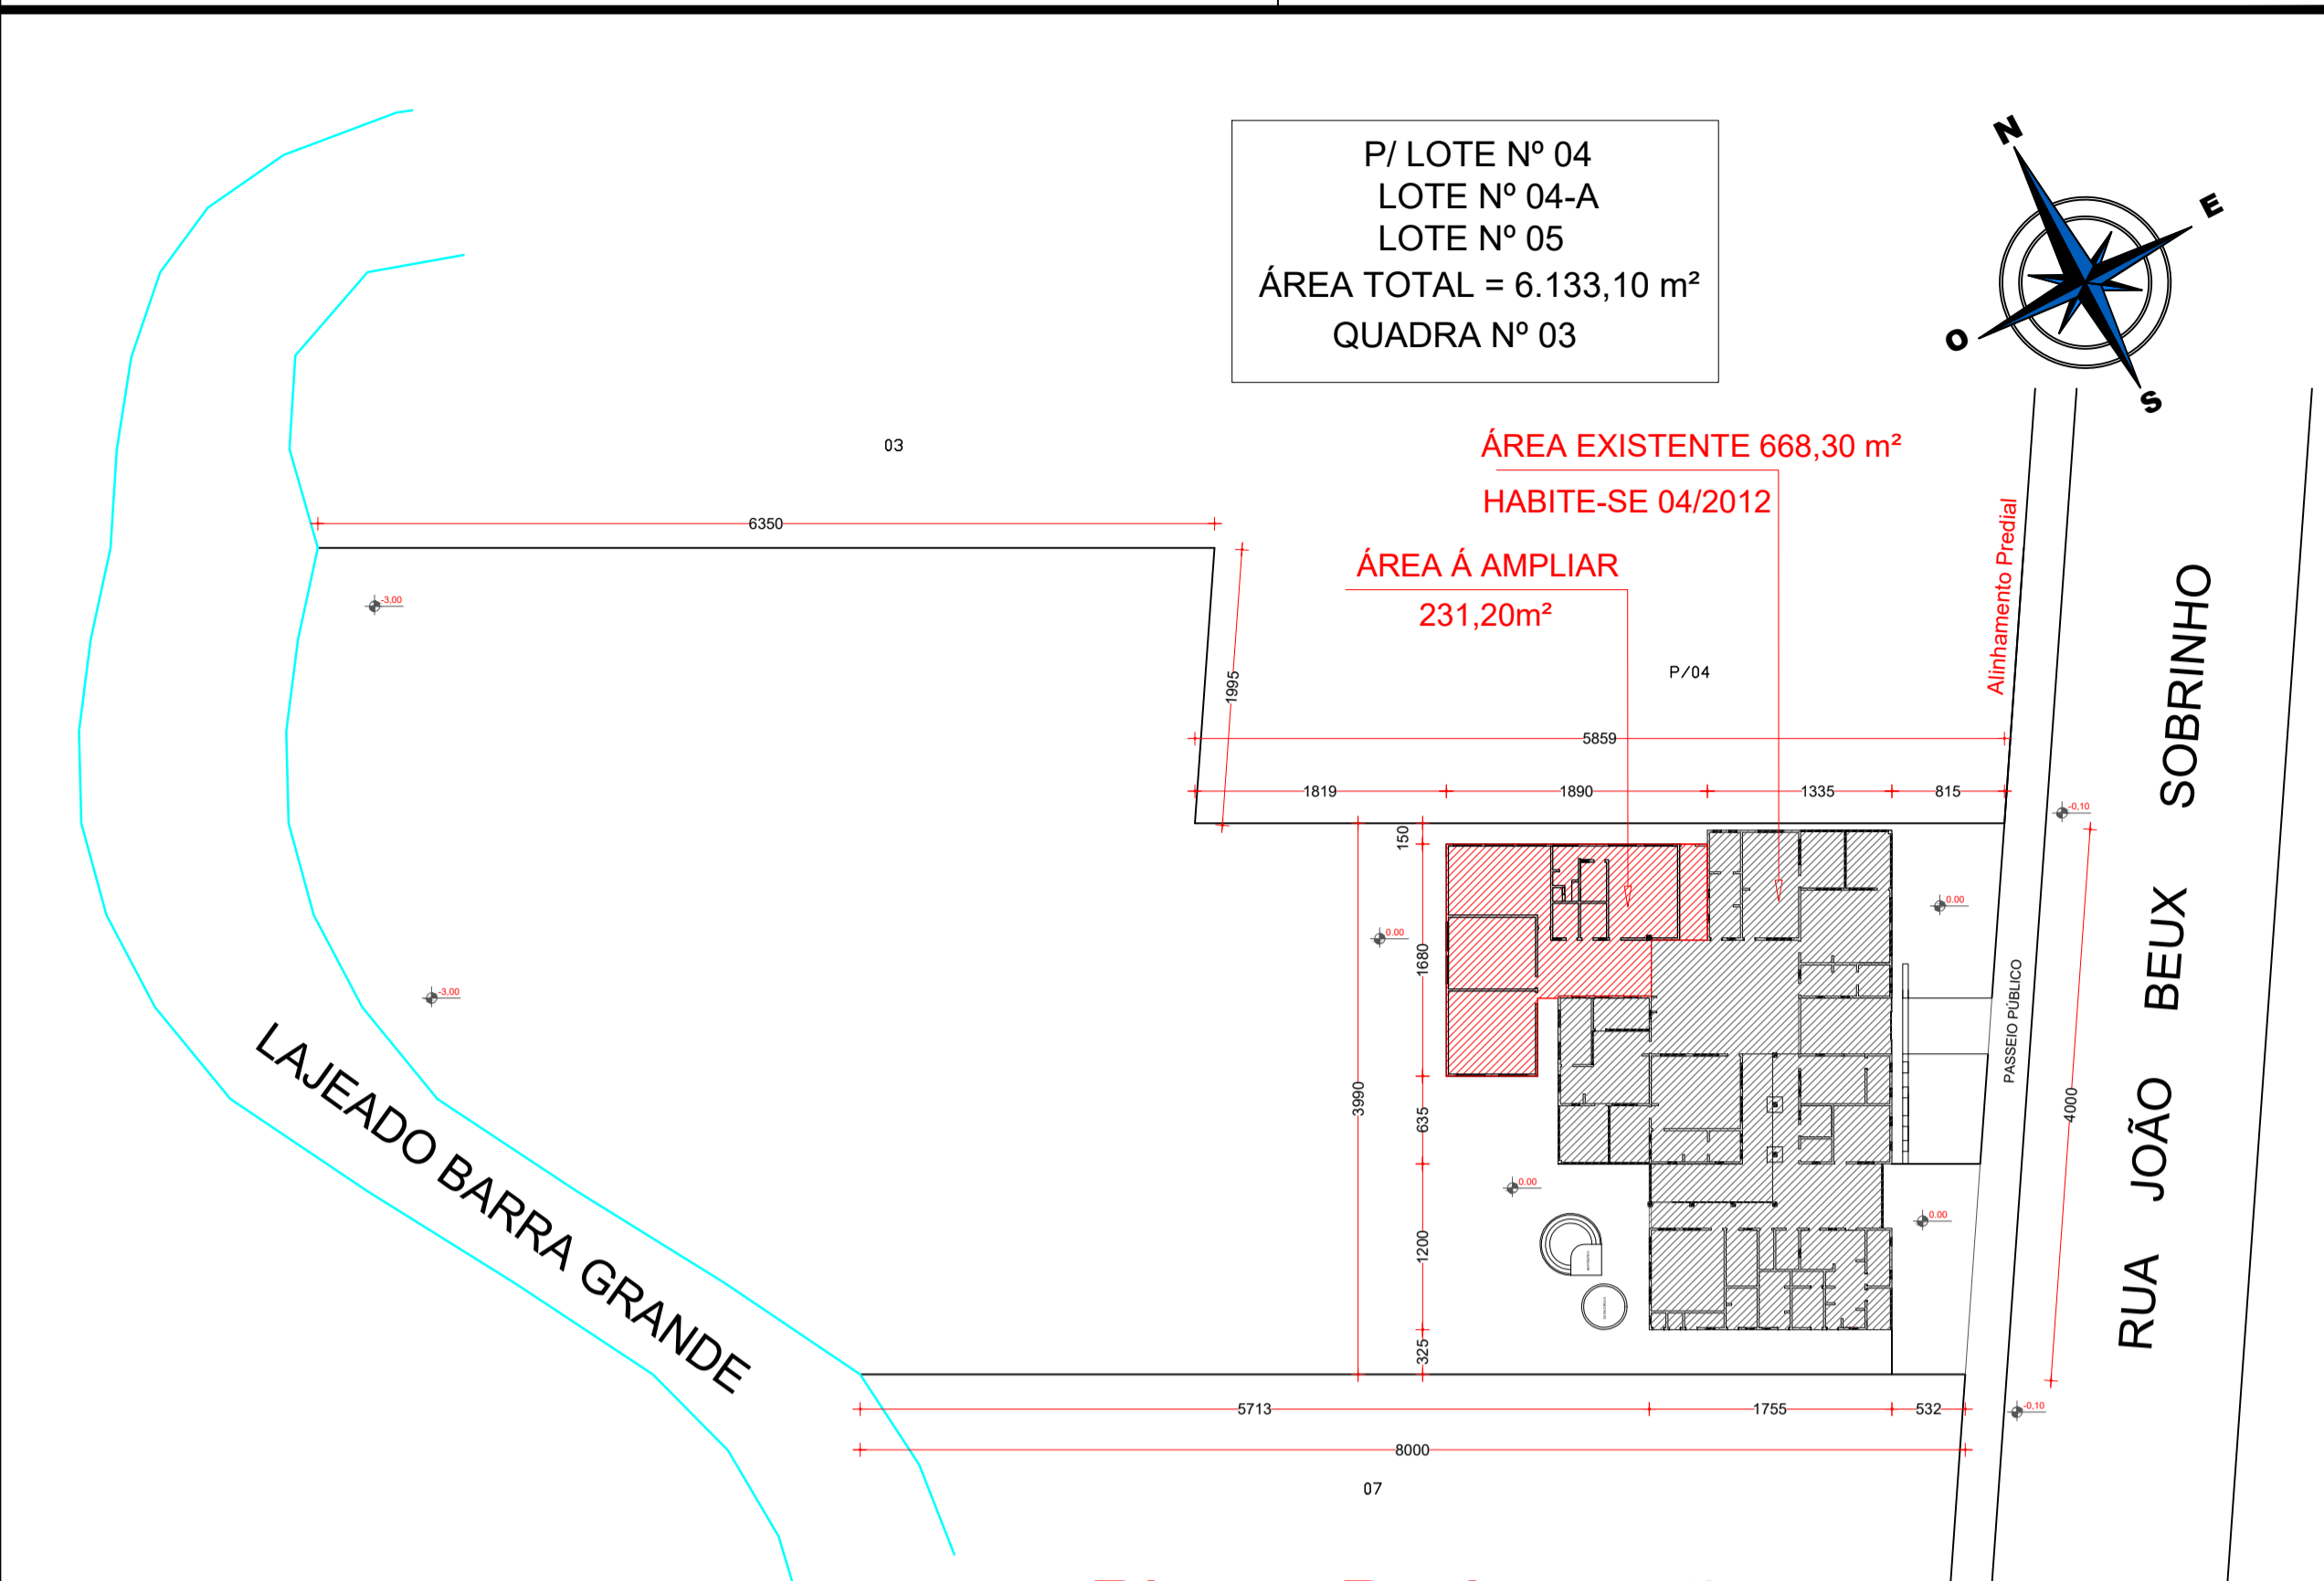 P/ LOTE Nº 04
LOTE Nº 04-A
LOTE Nº 05
ÁREA TOTAL = 6.133,10 m²
QUADRA Nº 03
N
E
O
S
03
ÁREA EXISTENTE 668,30 m²
HABITE-SE 04/2012
6350
ÁREA Á AMPLIAR
231,20m²
-3,00
Alinhamento Predial
P/04
1995
5859
1819
1890
1335
815
-0,10
150
0.00
0.00
1680
-3,00
PASSEIO PÚBLICO
3990
635
4000
0.00
0.00
1200
325
LAJEADO BARRA GRANDE
RUA JOÃO BEUX SOBRINHO
5713
1755
532
-0,10
8000
07